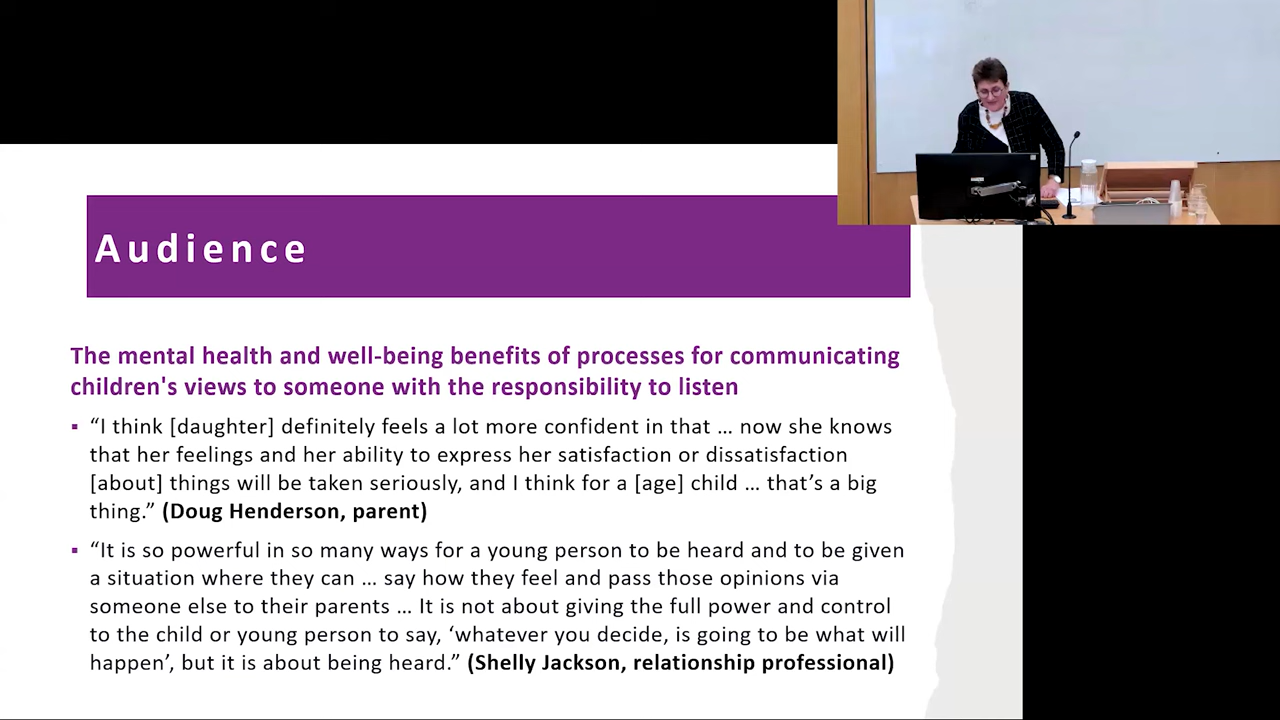 Audience
The mental health and well-being benefits of processes for communicating
children's views to someone with the responsibility to listen
▪ “I think [daughter] definitely feels a lot more confident in that … now she knows
that her feelings and her ability to express her satisfaction or dissatisfaction
[about] things will be taken seriously, and I think for a [age] child … that’s a big
thing.” (Doug Henderson, parent)
▪ “It is so powerful in so many ways for a young person to be heard and to be given
a situation where they can … say how they feel and pass those opinions via
someone else to their parents … It is not about giving the full power and control
to the child or young person to say, ‘whatever you decide, is going to be what will
happen’, but it is about being heard.” (Shelly Jackson, relationship professional)